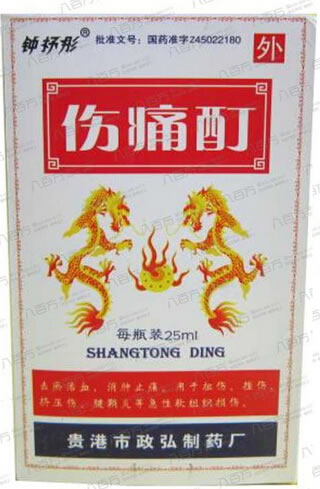 钟抒彤® 批准文号：国药准字Z45022180
外
伤痛酊
每瓶装25ml
SHANGTONG DING
去瘀活血，消肿止痛。用于扭伤、挫伤、
挤压伤，腱鞘炎等急性软组织损伤。
贵港市政弘制药厂